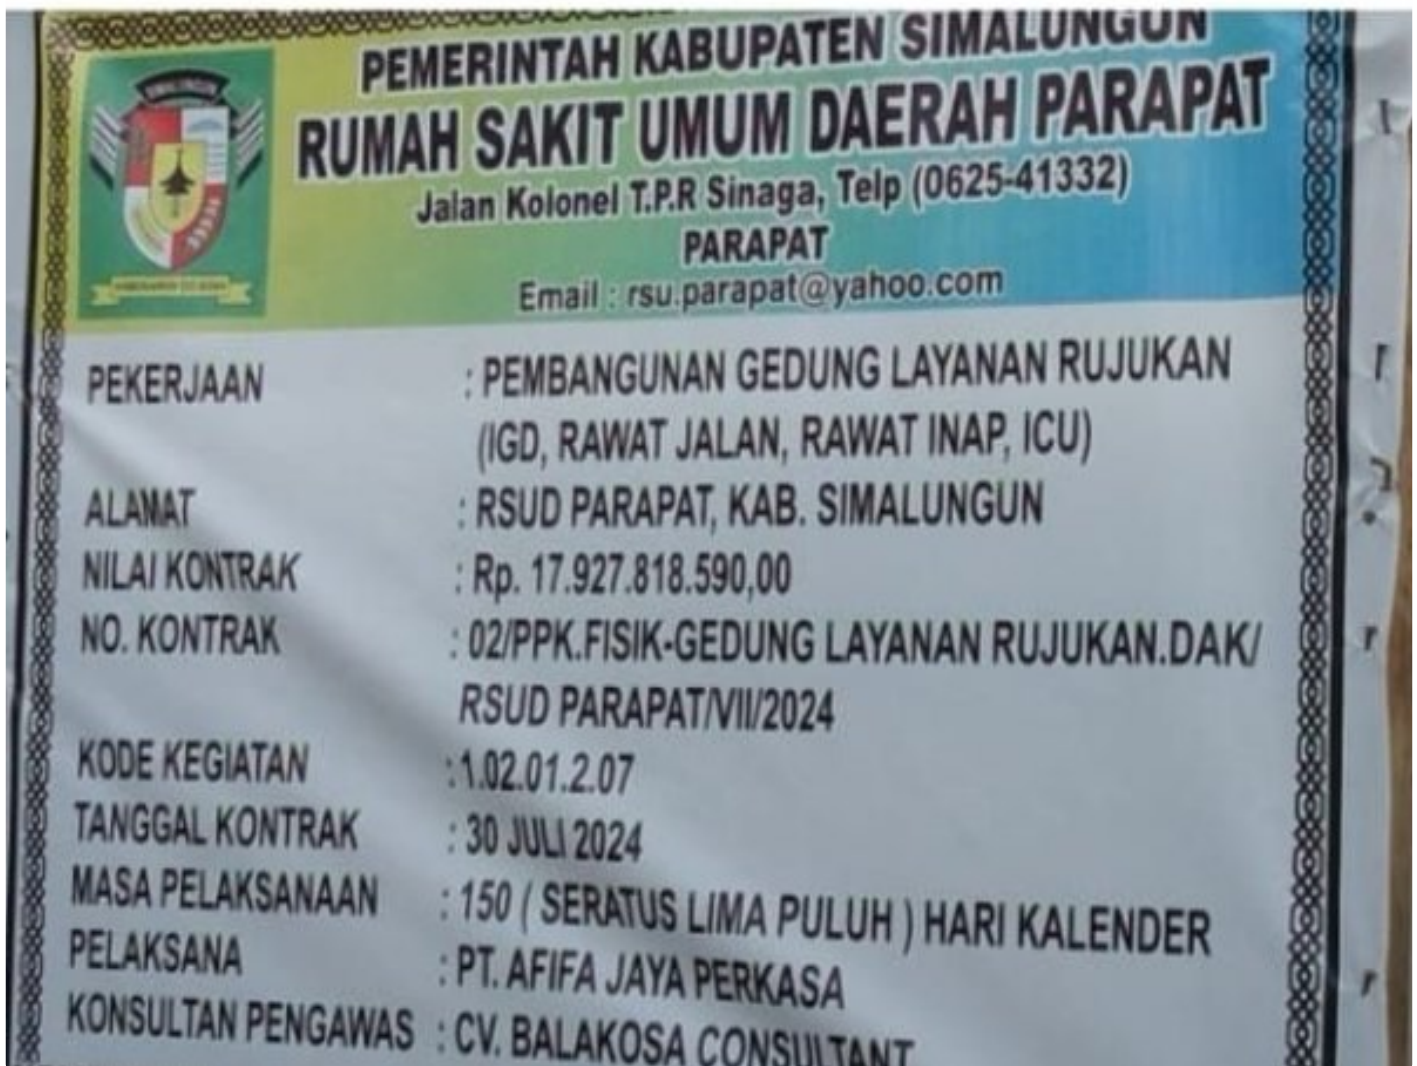 PEMERINTAH KABUPATEN SIMALUNGUN
RUMAH SAKIT UMUM DAERAH PARAPAT
Jalan Kolonel T.P.R Sinaga, Telp (0625-41332)
PARAPAT
Email : rsu.parapat@yahoo.com
PEKERJAAN : PEMBANGUNAN GEDUNG LAYANAN RUJUKAN
(IGD, RAWAT JALAN, RAWAT INAP, ICU)
ALAMAT : RSUD PARAPAT, KAB. SIMALUNGUN
NILAI KONTRAK : Rp. 17.927.818.590,00
NO. KONTRAK : 02/PPK.FISIK-GEDUNG LAYANAN RUJUKAN.DAK/
RSUD PARAPAT/VII/2024
KODE KEGIATAN : 1.02.01.2.07
TANGGAL KONTRAK : 30 JULI 2024
MASA PELAKSANAAN : 150 ( SERATUS LIMA PULUH ) HARI KALENDER
PELAKSANA : PT. AFIFA JAYA PERKASA
KONSULTAN PENGAWAS : CV. BALAKOSA CONSULTANT